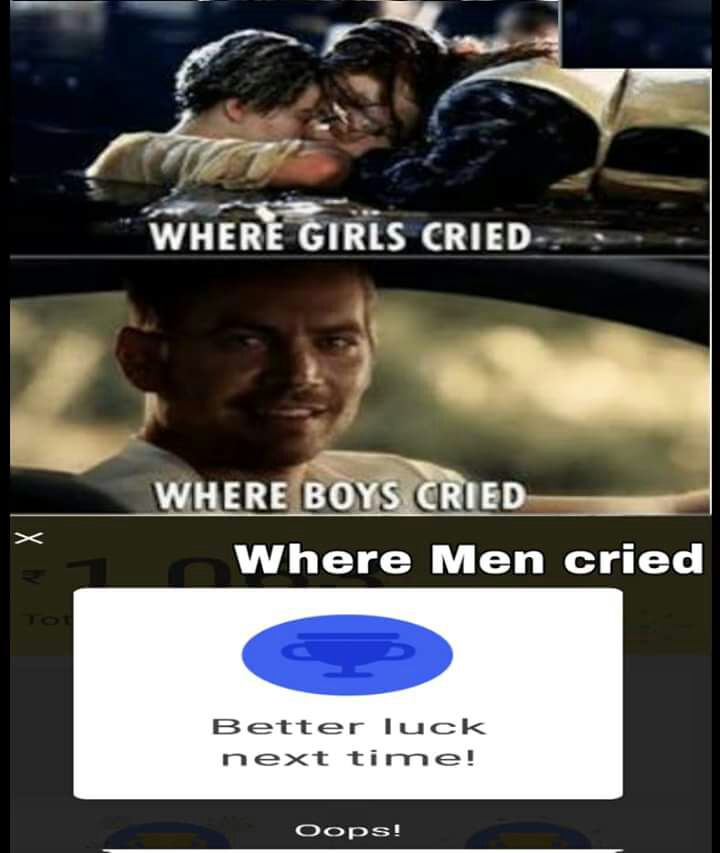 WHERE GIRLS CRIED
WHERE BOYS CRIED
Where Men cried
Better luck
next time!
Oops!